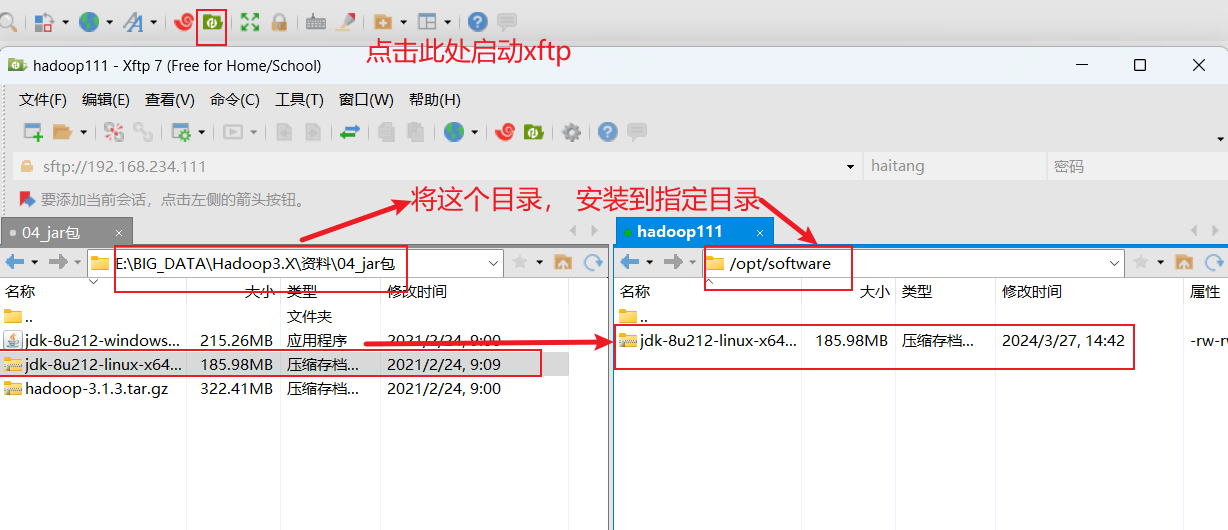 点击此处启动xftp
hadoop111 - Xftp 7 (Free for Home/School)
文件(F) 编辑(E) 查看(V) 命令(C) 工具(T) 窗口(W) 帮助(H)
sftp://192.168.234.111 haitang 密码
要添加当前会话，点击左侧的箭头按钮。
将这个目录， 安装到指定目录
04_jar包 × hadoop111 ×
E:\BIG_DATA\Hadoop3.X\资料\04_jar包 /opt/software
名称 大小 类型 修改时间 名称 大小 类型 修改时间 属性
.. 文件夹 ..
jdk-8u212-windows... 215.26MB 应用程序 2021/2/24, 9:00 jdk-8u212-linux-x64... 185.98MB 压缩存档... 2024/3/27, 14:42
jdk-8u212-linux-x64... 185.98MB 压缩存档... 2021/2/24, 9:09
hadoop-3.1.3.tar.gz 322.41MB 压缩存档... 2021/2/24, 9:00